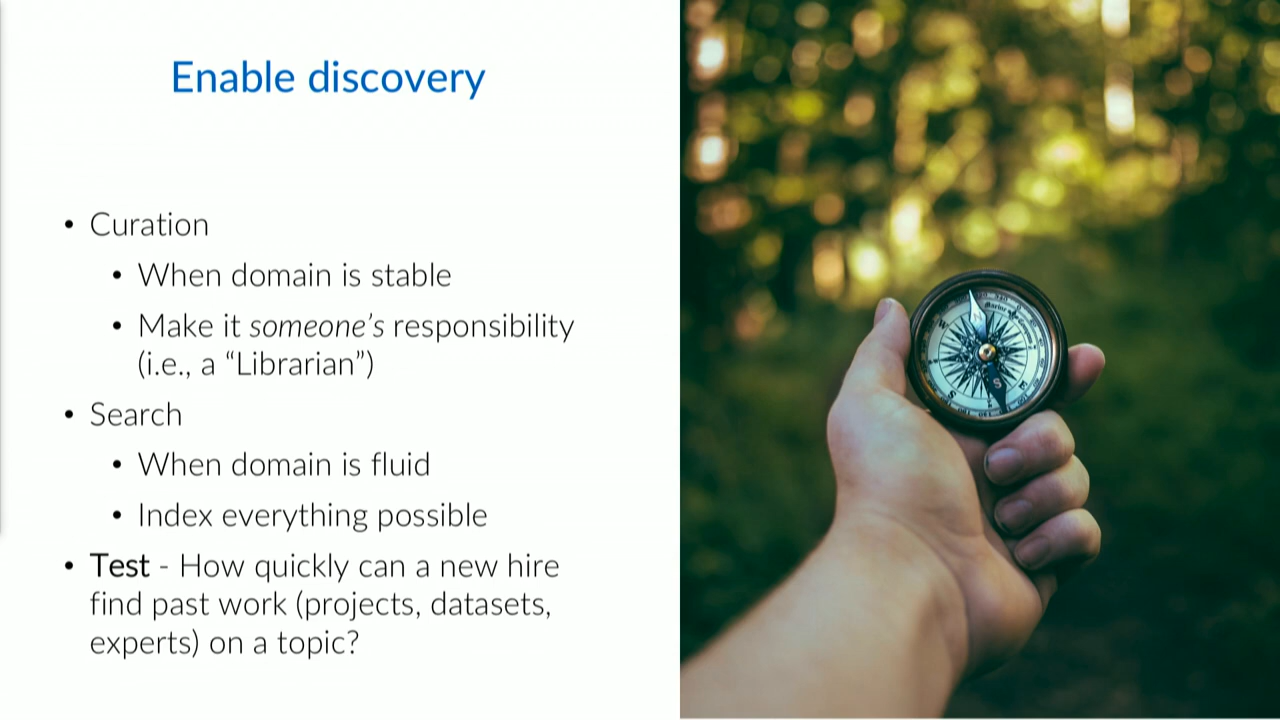 Enable discovery
• Curation
• When domain is stable
• Make it someone’s responsibility
(i.e., a “Librarian”)
• Search
• When domain is fluid
• Index everything possible
• Test - How quickly can a new hire
find past work (projects, datasets,
experts) on a topic?